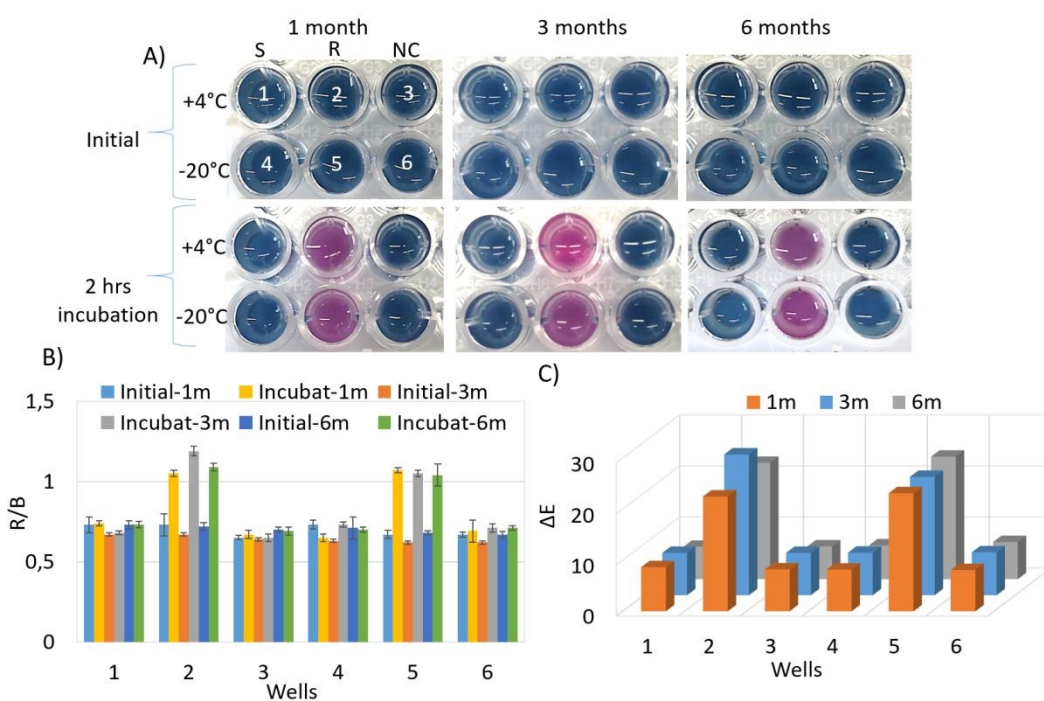 1 month 3 months 6 months
A) S R NC
Initial
+4°C 1 2 3
-20°C 4 5 6
2 hrs
incubation
+4°C
-20°C
B)
Initial-1m Incubat-1m Initial-3m
Incubat-3m Initial-6m Incubat-6m
R/B
1,5
1
0,5
0
1 2 3 4 5 6
Wells
C)
1m 3m 6m
ΔE
30
20
10
0
1 2 3 4 5 6
Wells